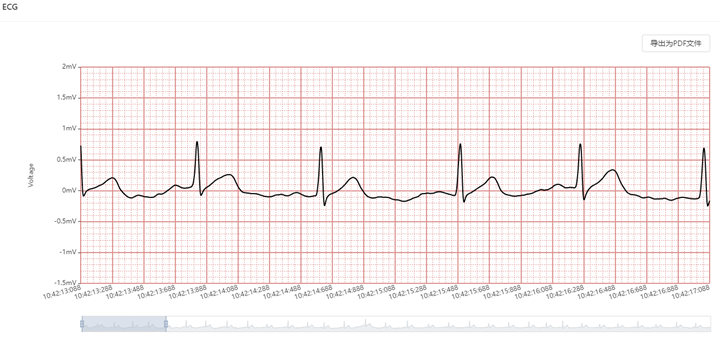 ECG
导出为PDF文件
2mV
1.5mV
1mV
0.5mV
0mV
-0.5mV
-1mV
-1.5mV
Voltage
10:42:13:088
10:42:13:288
10:42:13:488
10:42:13:688
10:42:13:888
10:42:14:088
10:42:14:288
10:42:14:488
10:42:14:688
10:42:14:888
10:42:15:088
10:42:15:288
10:42:15:488
10:42:15:688
10:42:15:888
10:42:16:088
10:42:16:288
10:42:16:488
10:42:16:688
10:42:16:888
10:42:17:088